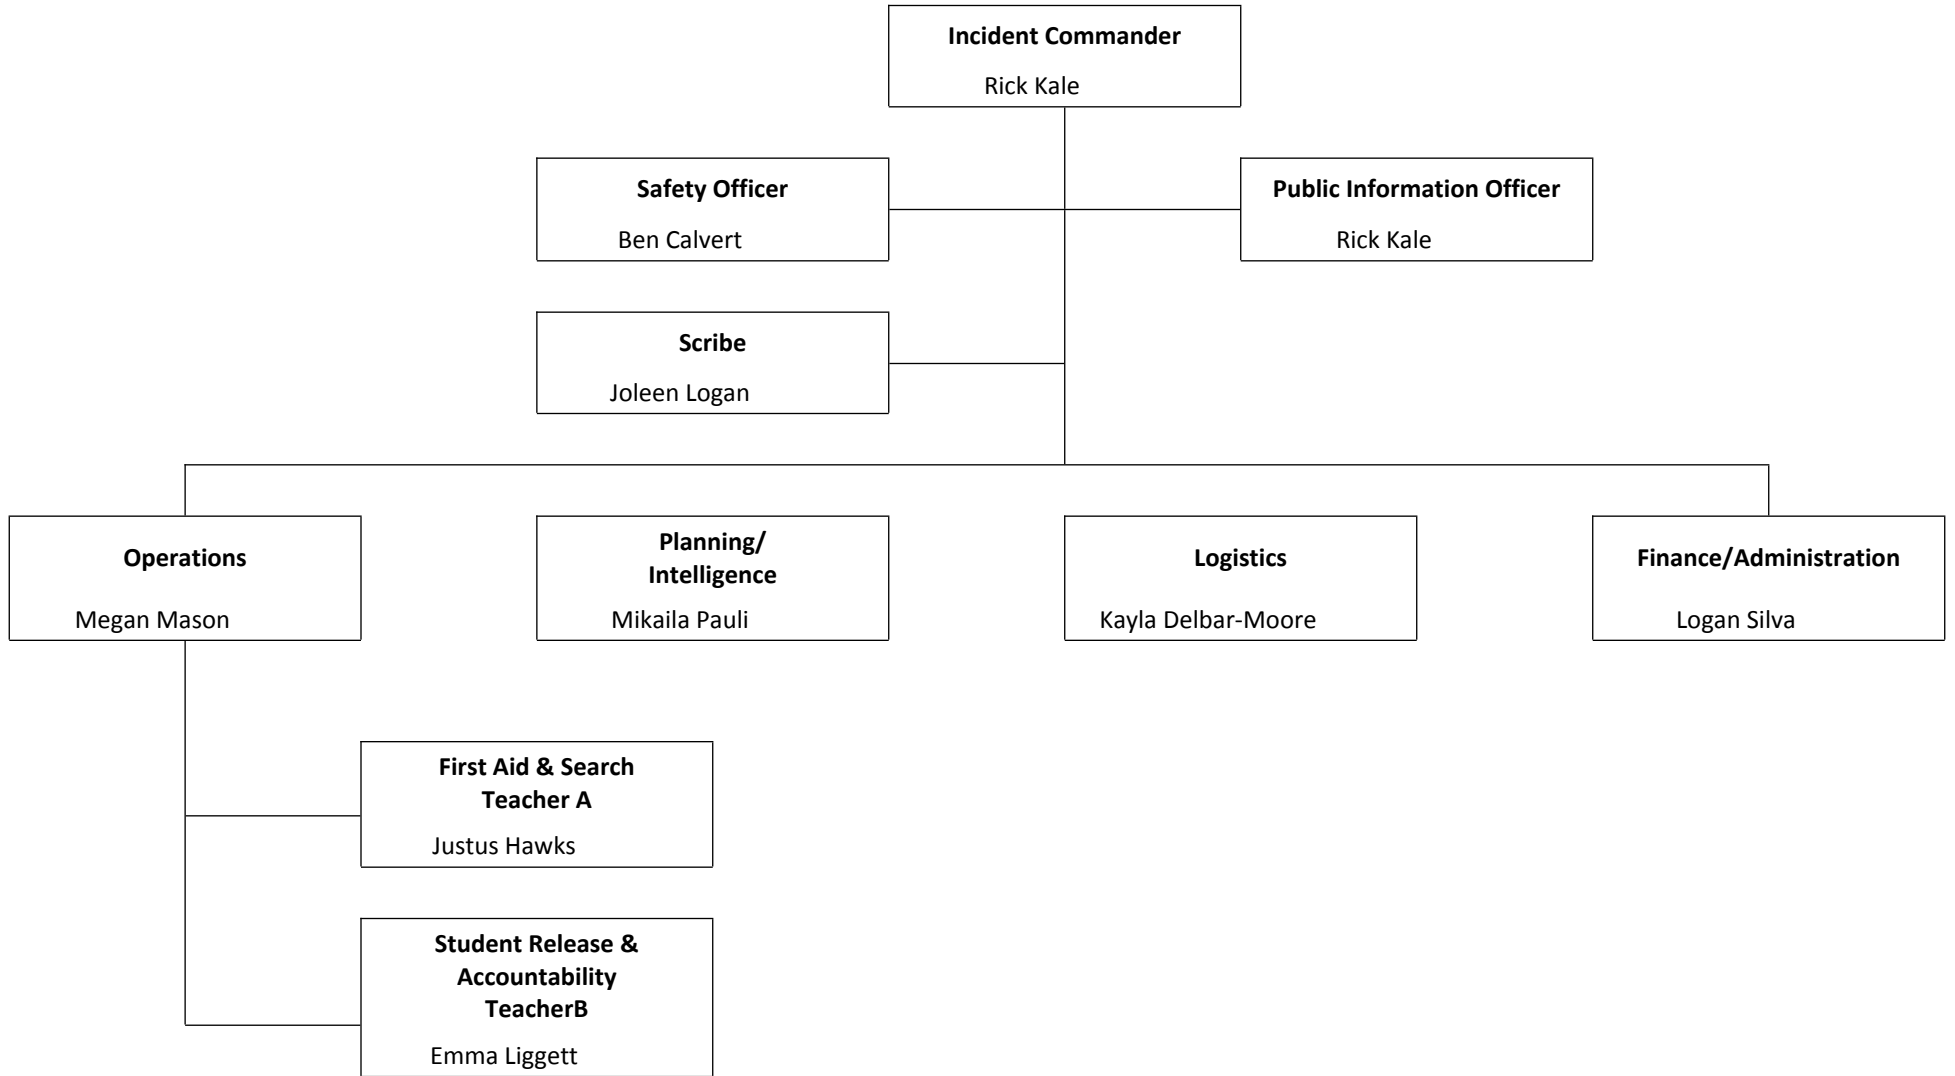 Incident Commander
Rick Kale
Safety Officer
Ben Calvert
Public Information Officer
Rick Kale
Scribe
Joleen Logan
Operations
Megan Mason
Planning/
Intelligence
Mikaila Pauli
Logistics
Kayla Delbar-Moore
Finance/Administration
Logan Silva
First Aid & Search
Teacher A
Justus Hawks
Student Release &
Accountability
TeacherB
Emma Liggett